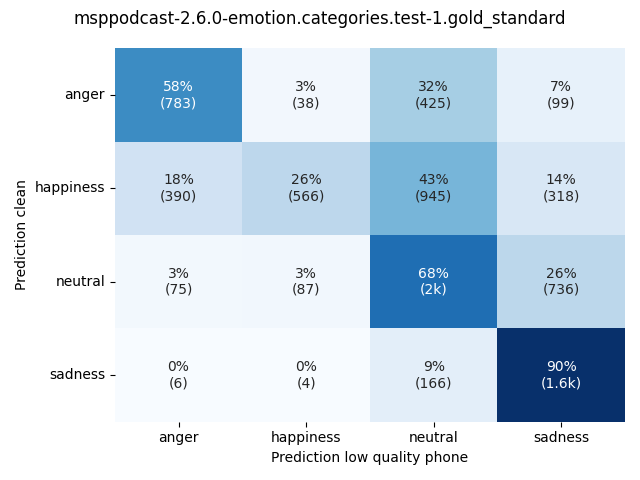 msppodcast-2.6.0-emotion.categories.test-1.gold_standard
Prediction clean
anger
58%
(783)
3%
(38)
32%
(425)
7%
(99)
happiness
18%
(390)
26%
(566)
43%
(945)
14%
(318)
neutral
3%
(75)
3%
(87)
68%
(2k)
26%
(736)
sadness
0%
(6)
0%
(4)
9%
(166)
90%
(1.6k)
anger
happiness
neutral
sadness
Prediction low quality phone